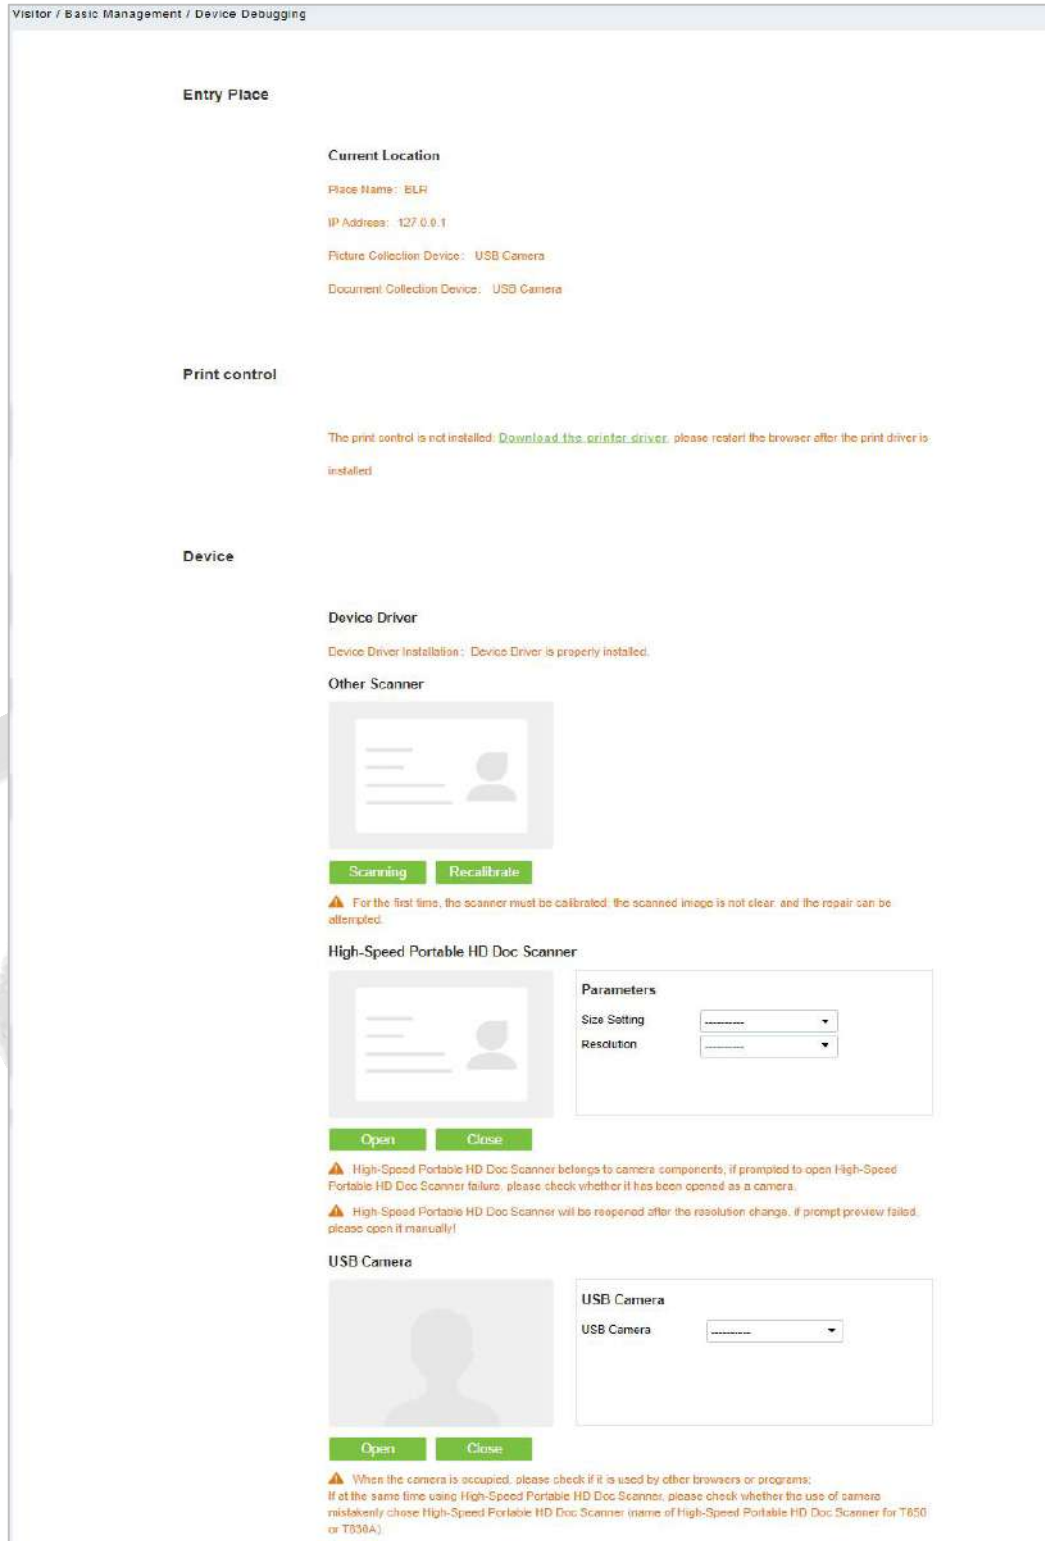 Visitor / Basic Management / Device Debugging
Entry Place
Current Location
Place Name: BLR
IP Address: 127.0.0.1
Picture Collection Device: USB Camera
Document Collection Device: USB Camera
Print control
The print control is not installed. Download the printer driver, please restart the browser after the print driver is
installed
Device
Device Driver
Device Driver Installation: Device Driver is properly installed.
Other Scanner
Scanning Recalibrate
For the first time, the scanner must be calibrated; the scanned image is not clear, and the repair can be
attempted.
High-Speed Portable HD Doc Scanner
Parameters
Size Setting ----------
Resolution ----------
Open Close
High-Speed Portable HD Doc Scanner belongs to camera components, if prompted to open High-Speed
Portable HD Doc Scanner failure, please check whether it has been opened as a camera.
High-Speed Portable HD Doc Scanner will be reopened after the resolution change, if prompt preview failed,
please open it manually!
USB Camera
USB Camera
USB Camera ----------
Open Close
When the camera is occupied, please check if it is used by other browsers or programs;
If at the same time using High-Speed Portable HD Doc Scanner, please check whether the use of camera
mistakenly chose High-Speed Portable HD Doc Scanner (name of High-Speed Portable HD Doc Scanner for T850
or T830A)